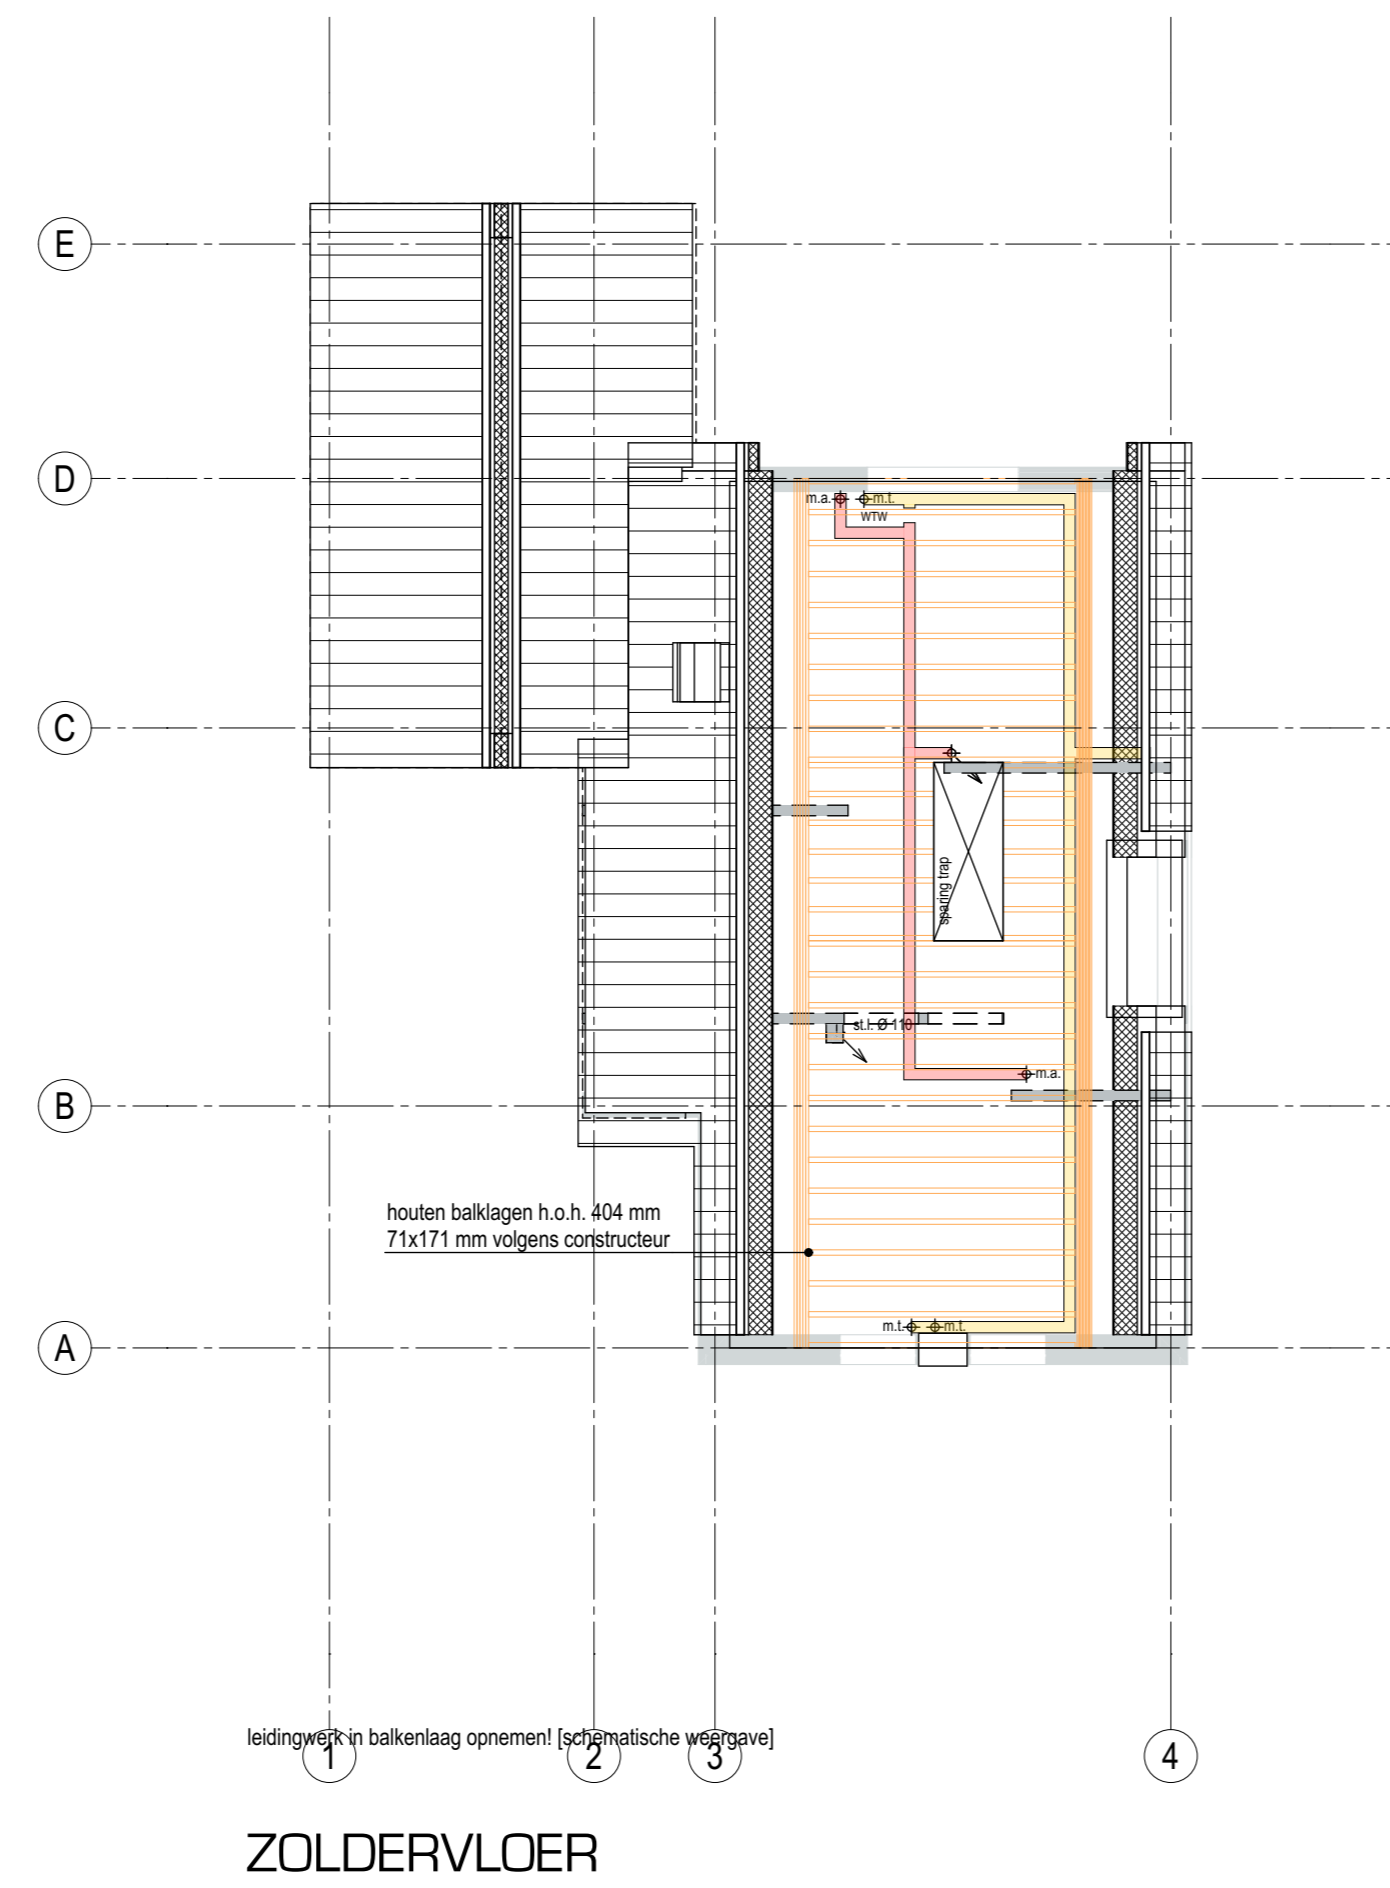 E
D
m.a.
m.t.
WTW
C
sparing trap
st.l. Ø 110
m.a.
B
houten balklagen h.o.h. 404 mm
71x171 mm volgens constructeur
m.t.
m.t.
A
leidingwerk in balkenlaag opnemen! [schematische weergave]
1
2
3
4
ZOLDERVLOER